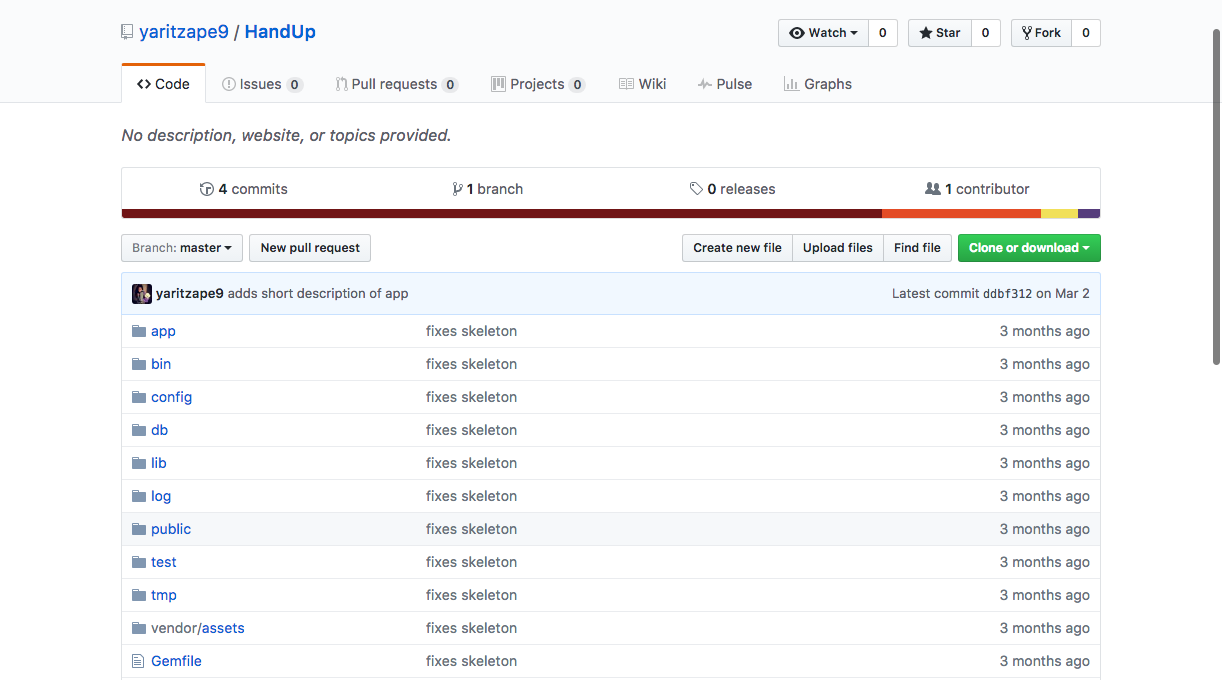 yaritzape9 / HandUp
Watch 0 Star 0 Fork 0
Code Issues 0 Pull requests 0 Projects 0 Wiki Pulse Graphs
No description, website, or topics provided.
4 commits 1 branch 0 releases 1 contributor
Branch: master New pull request Create new file Upload files Find file Clone or download
yaritzape9 adds short description of app Latest commit ddbf312 on Mar 2
app fixes skeleton 3 months ago
bin fixes skeleton 3 months ago
config fixes skeleton 3 months ago
db fixes skeleton 3 months ago
lib fixes skeleton 3 months ago
log fixes skeleton 3 months ago
public fixes skeleton 3 months ago
test fixes skeleton 3 months ago
tmp fixes skeleton 3 months ago
vendor/assets fixes skeleton 3 months ago
Gemfile fixes skeleton 3 months ago